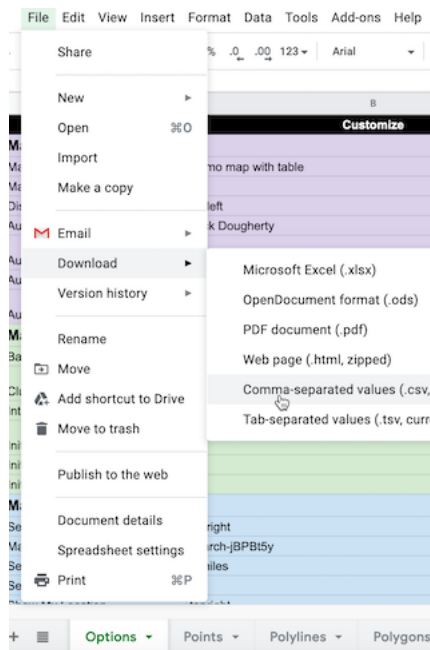 File Edit View Insert Format Data Tools Add-ons Help
Share
% .0 .00 123 Arial
New
B
Open ⌘O
Customize
Import
mo map with table
Make a copy
left
k Dougherty
Email
Download
Microsoft Excel (.xlsx)
Version history
OpenDocument format (.ods)
PDF document (.pdf)
Rename
Web page (.html, zipped)
Move
Comma-separated values (.csv,
Add shortcut to Drive
Tab-separated values (.tsv, curr
Move to trash
Publish to the web
Document details
right
Spreadsheet settings
rch-jBPBt5y
niles
Print ⌘P
+ Options Points Polylines Polygons